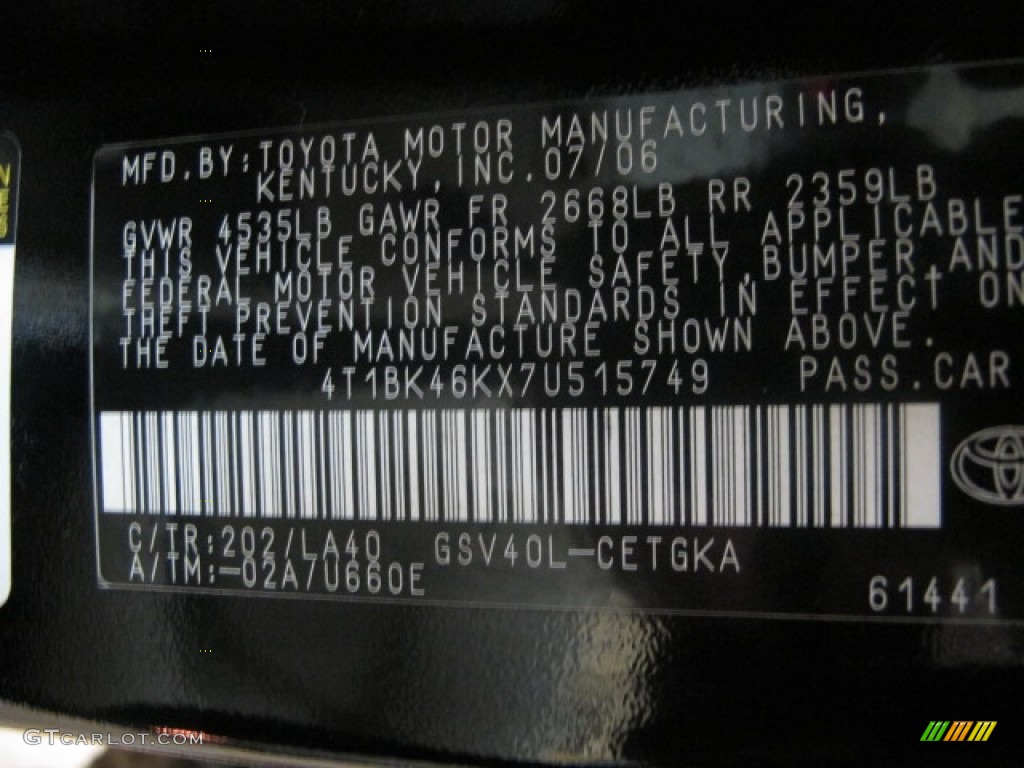 MFD.BY:TOYOTA MOTOR MANUFACTURING,
KENTUCKY,INC.07/06
GVWR 4535LB GAWR FR 2668LB RR 2359LB
THIS VEHICLE CONFORMS TO ALL APPLICABLE
FEDERAL MOTOR VEHICLE SAFETY,BUMPER,AND
THEFT PREVENTION STANDARDS IN EFFECT ON
THE DATE OF MANUFACTURE SHOWN ABOVE.
4T1BK46KX7U515749 PASS.CAR
C/TR:202/LA40 GSV40L-CETGKA
A/TM:-02A/U660E
61441
GTCarlot.com